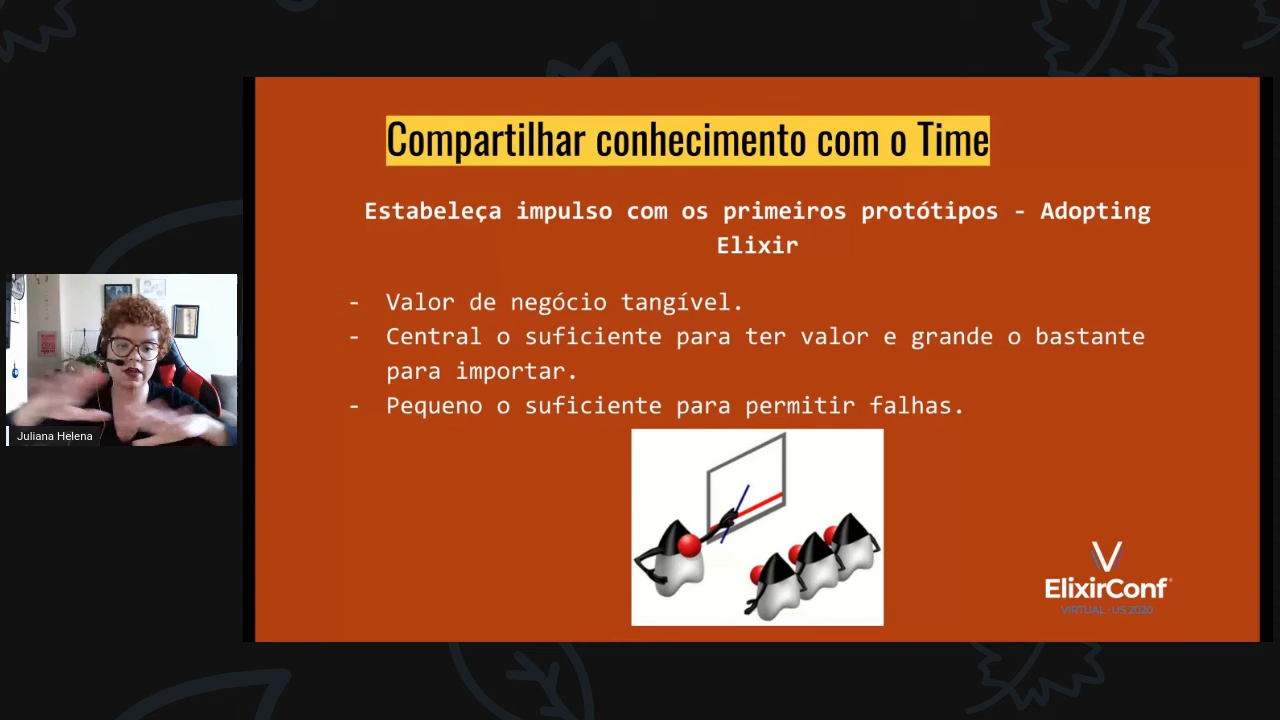 Compartilhar conhecimento com o Time
Estabeleça impulso com os primeiros protótipos - Adopting
Elixir
- Valor de negócio tangível.
- Central o suficiente para ter valor e grande o bastante
para importar.
- Pequeno o suficiente para permitir falhas.
Juliana Helena
ElixirConf
VIRTUAL · US 2020